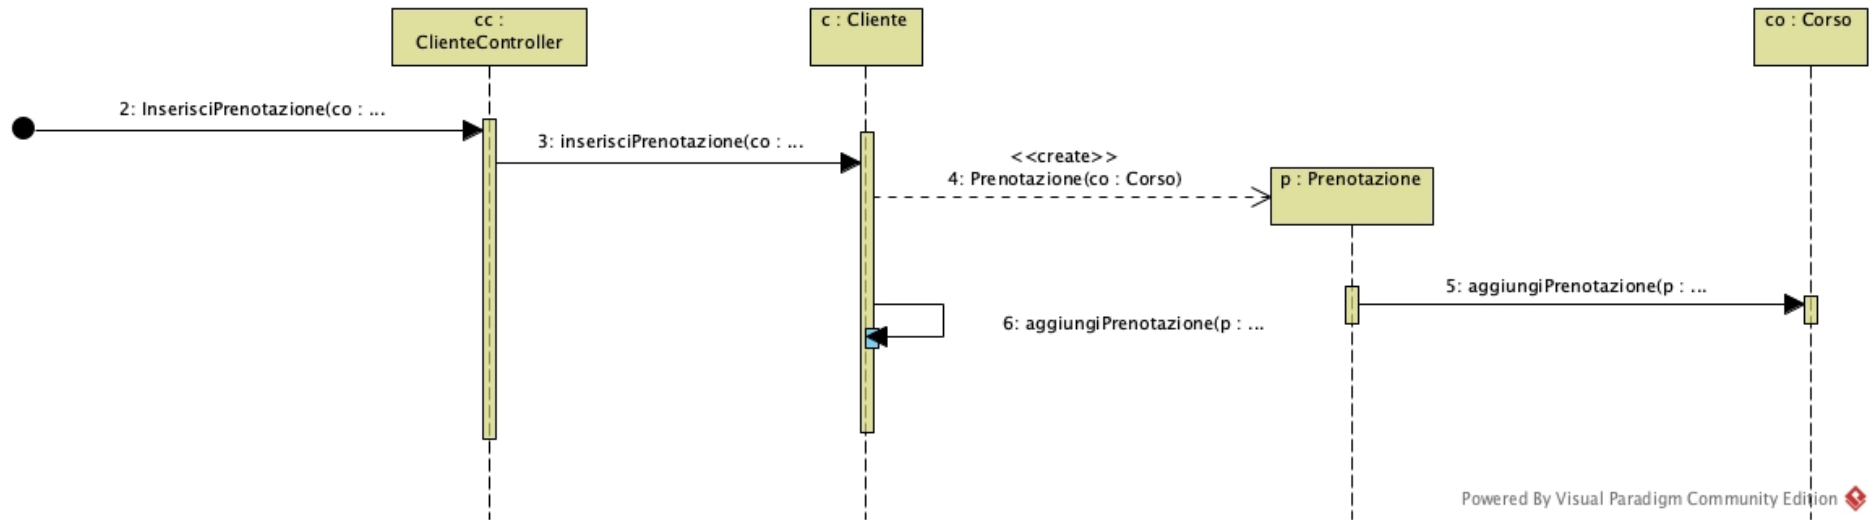 cc :
ClienteController
c : Cliente
co : Corso
2: InserisciPrenotazione(co : ...
3: inserisciPrenotazione(co : ...
<<create>>
4: Prenotazione(co : Corso)
p : Prenotazione
5: aggiungiPrenotazione(p : ...
6: aggiungiPrenotazione(p : ...
Powered By Visual Paradigm Community Edition